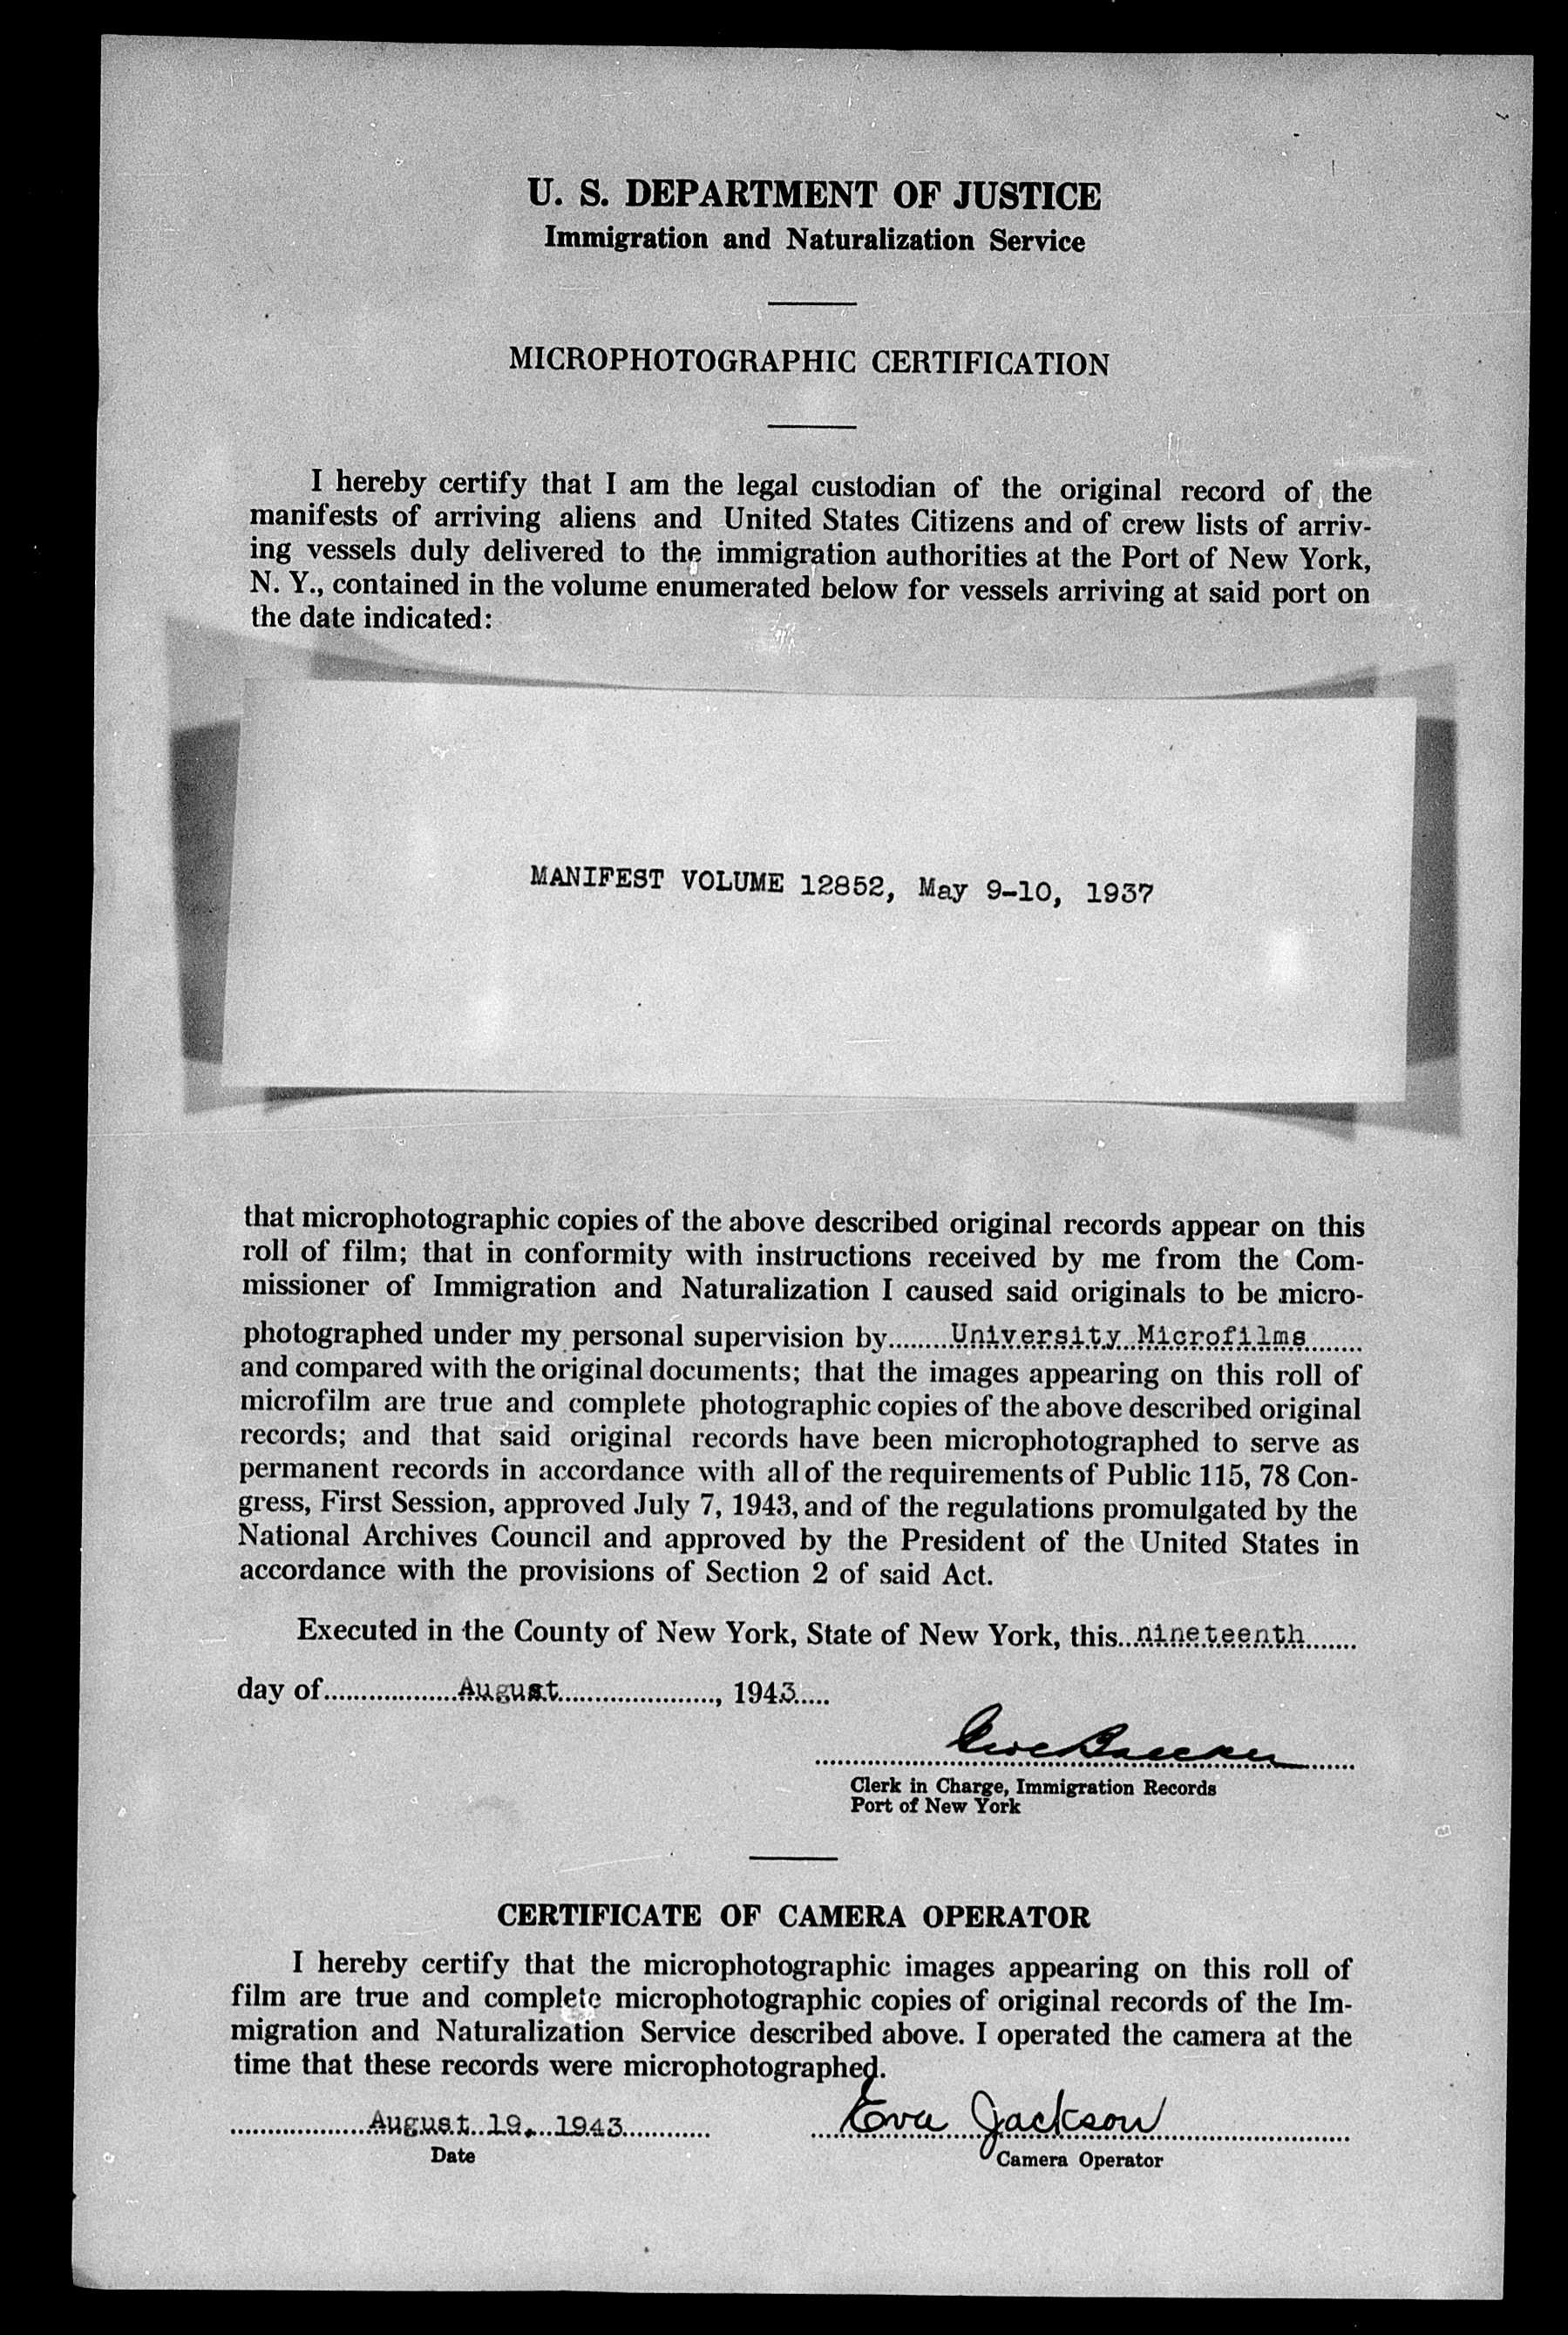 U. S. DEPARTMENT OF JUSTICE
Immigration and Naturalization Service
MICROPHOTOGRAPHIC CERTIFICATION
I hereby certify that I am the legal custodian of the original record of the
manifests of arriving aliens and United States Citizens and of crew lists of arriv-
ing vessels duly delivered to the immigration authorities at the Port of New York,
N. Y., contained in the volume enumerated below for vessels arriving at said port on
the date indicated:
MANIFEST VOLUME 12852, May 9-10, 1937
that microphotographic copies of the above described original records appear on this
roll of film; that in conformity with instructions received by me from the Com-
missioner of Immigration and Naturalization I caused said originals to be micro-
photographed under my personal supervision by........University Microfilms.......
and compared with the original documents; that the images appearing on this roll of
microfilm are true and complete photographic copies of the above described original
records; and that said original records have been microphotographed to serve as
permanent records in accordance with all of the requirements of Public 115, 78 Con-
gress, First Session, approved July 7, 1943, and of the regulations promulgated by the
National Archives Council and approved by the President of the United States in
accordance with the provisions of Section 2 of said Act.
Executed in the County of New York, State of New York, this..nineteenth.......
day of..................August....................., 1943.....
Clerk in Charge, Immigration Records
Port of New York
CERTIFICATE OF CAMERA OPERATOR
I hereby certify that the microphotographic images appearing on this roll of
film are true and complete microphotographic copies of original records of the Im-
migration and Naturalization Service described above. I operated the camera at the
time that these records were microphotographed.
August 19, 1943 Eva Jackson
Date Camera Operator